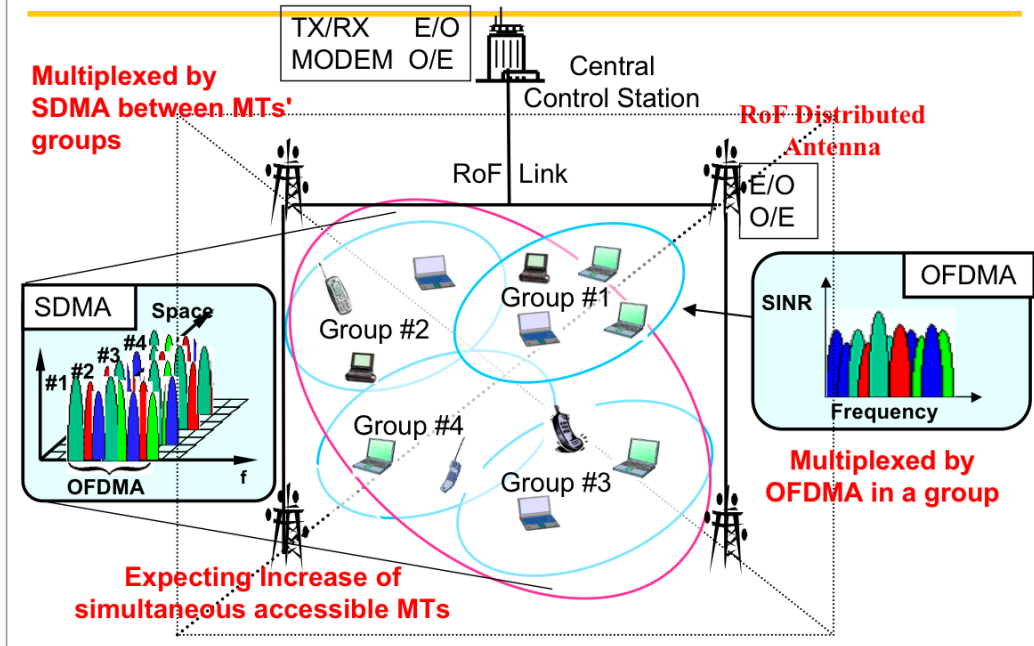 TX/RX E/O
MODEM O/E
Central
Control Station
Multiplexed by
SDMA between MTs'
groups
RoF Distributed
Antenna
RoF Link
E/O
O/E
SDMA
Space
#4
#3
#2
#1
OFDMA
f
Group #1
Group #2
Group #4
Group #3
OFDMA
SINR
Frequency
Multiplexed by
OFDMA in a group
Expecting Increase of
simultaneous accessible MTs